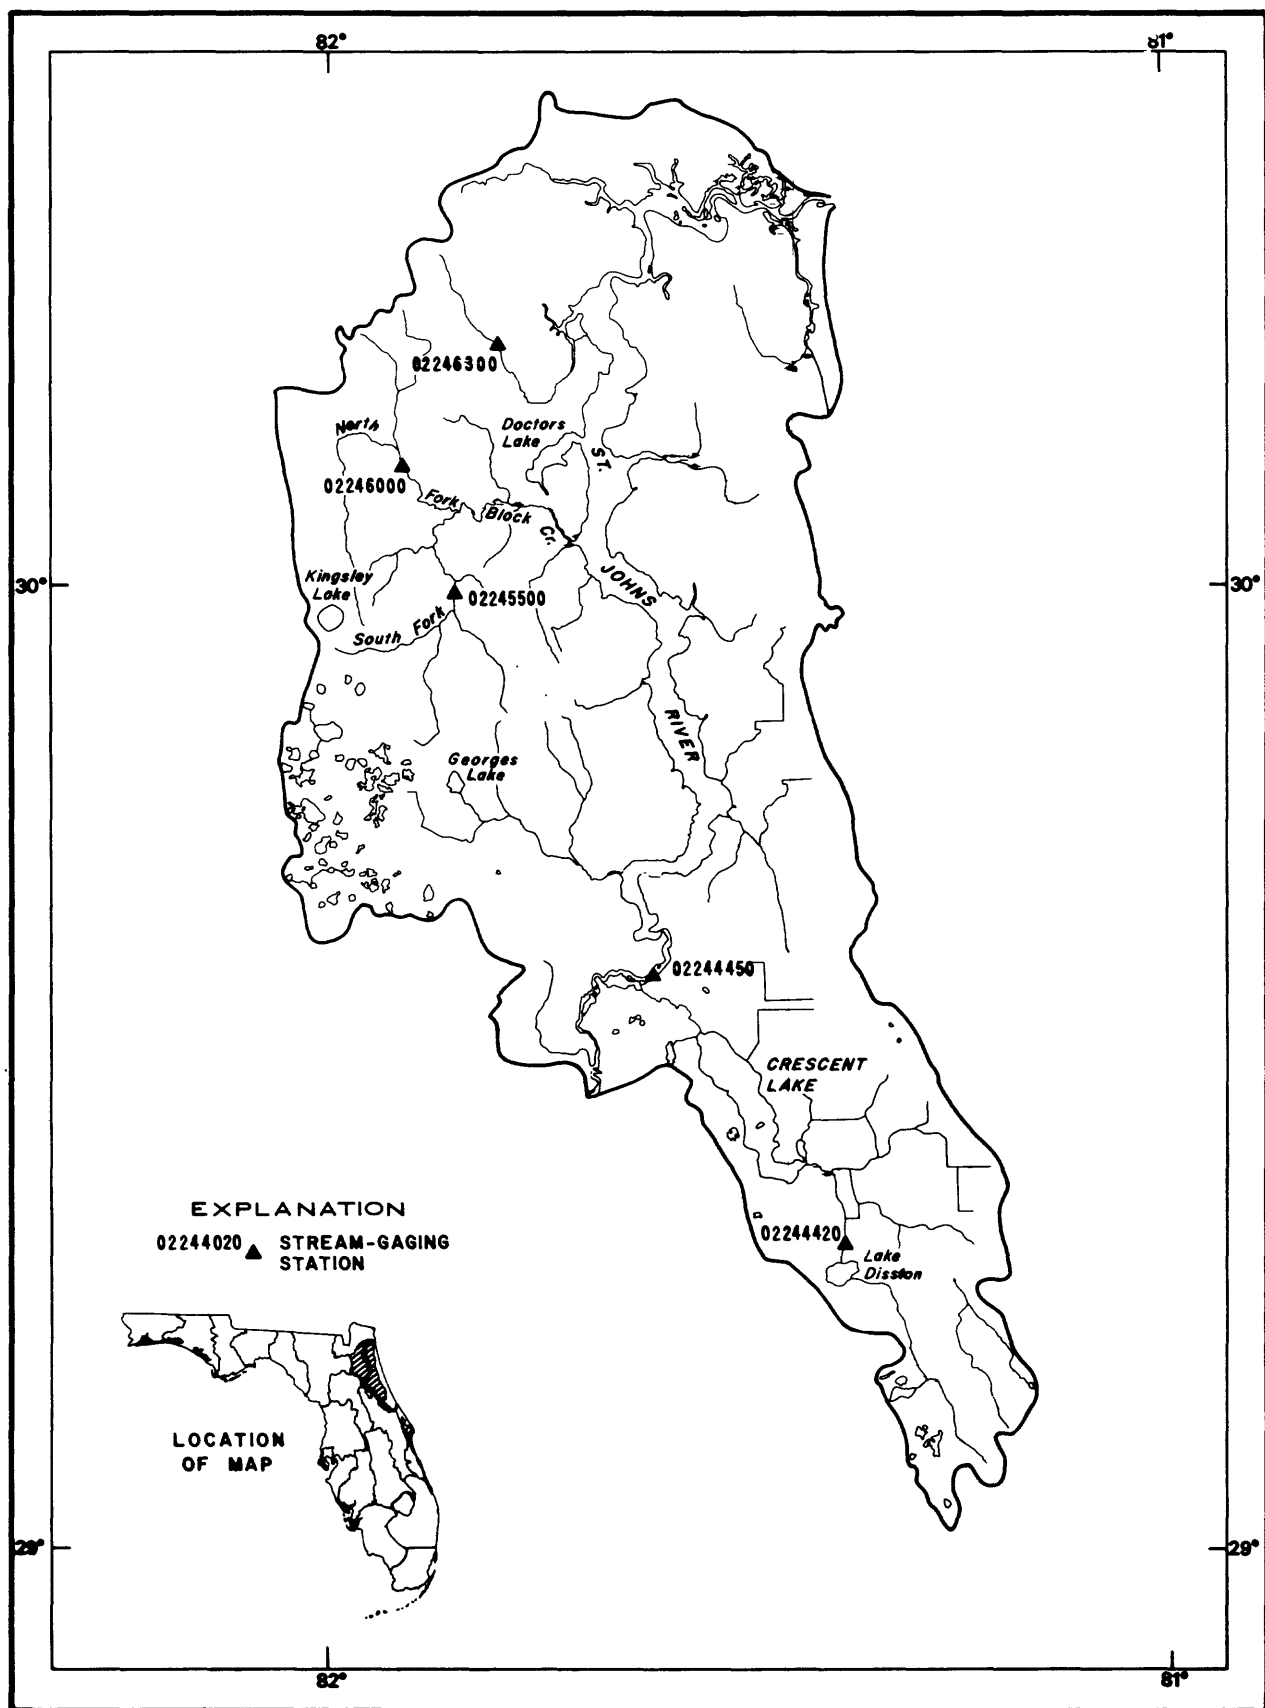 82°
81°
02246300
North
Doctors
Lake
ST.
02246000
Fork
Block
Cr.
JOHNS
30°
30°
Kingsley
Lake
02245500
South Fork
RIVER
Georges
Lake
02244450
CRESCENT
LAKE
EXPLANATION
02244020
STREAM-GAGING
STATION
02244420
Lake
Disston
LOCATION
OF MAP
29°
29°
82°
81°